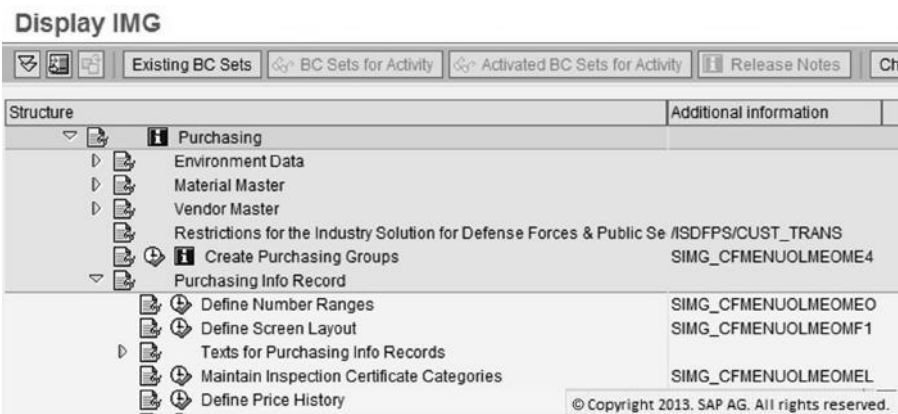 Display IMG
Existing BC Sets BC Sets for Activity Activated BC Sets for Activity Release Notes Ch
Structure Additional information
Purchasing
Environment Data
Material Master
Vendor Master
Restrictions for the Industry Solution for Defense Forces & Public Se /ISDFPS/CUST_TRANS
Create Purchasing Groups SIMG_CFMENUOLMEOME4
Purchasing Info Record
Define Number Ranges SIMG_CFMENUOLMEOMEO
Define Screen Layout SIMG_CFMENUOLMEOMF1
Texts for Purchasing Info Records
Maintain Inspection Certificate Categories SIMG_CFMENUOLMEOMEL
Define Price History
© Copyright 2013. SAP AG. All rights reserved.